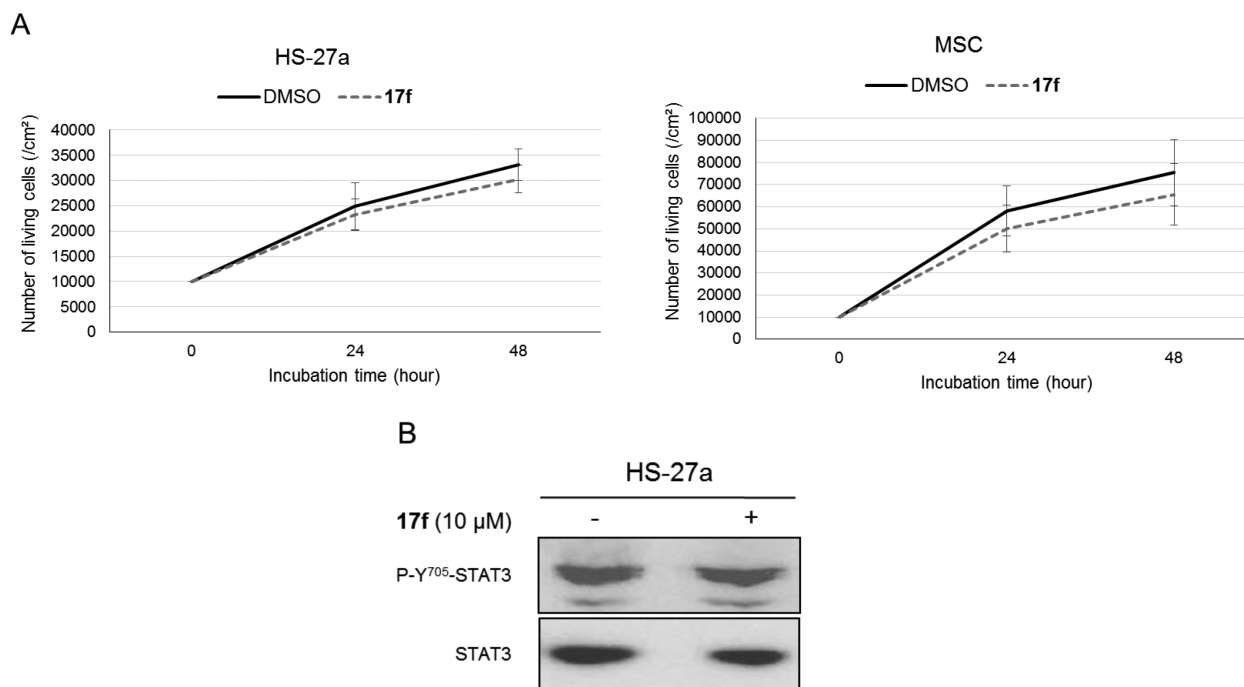 A
HS-27a
DMSO 17f
Number of living cells (/cm²)
40000
35000
30000
25000
20000
15000
10000
5000
0
0 24 48
Incubation time (hour)
MSC
DMSO 17f
Number of living cells (/cm²)
100000
90000
80000
70000
60000
50000
40000
30000
20000
10000
0
0 24 48
Incubation time (hour)
B
HS-27a
17f (10 µM) - +
P-Y⁷⁰⁵-STAT3
STAT3